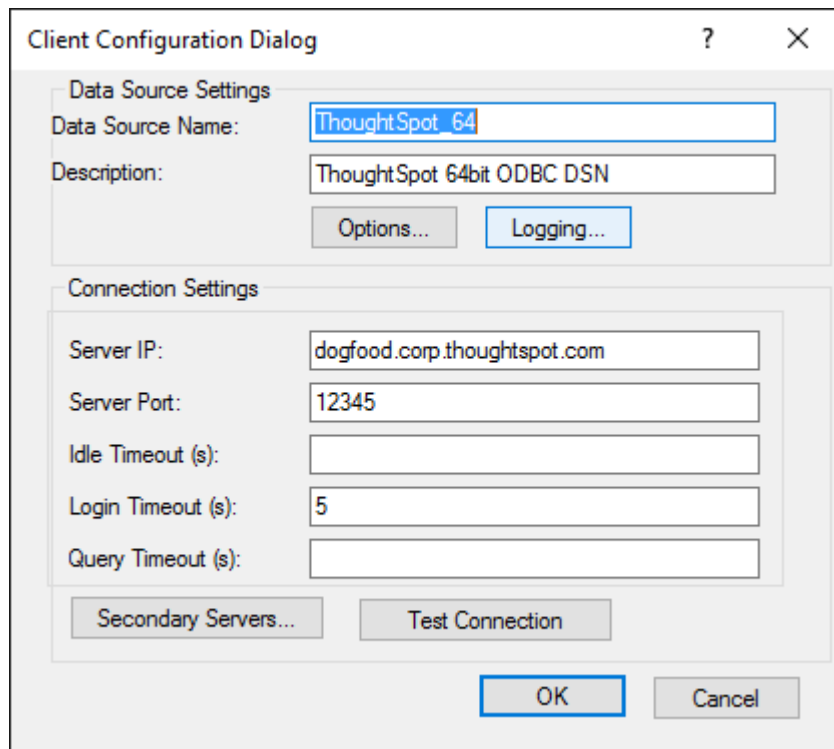 Client Configuration Dialog ?
Data Source Settings
Data Source Name: ThoughtSpot_64
Description: ThoughtSpot 64bit ODBC DSN
Options... Logging...
Connection Settings
Server IP: dogfood.corp.thoughtspot.com
Server Port: 12345
Idle Timeout (s):
Login Timeout (s): 5
Query Timeout (s):
Secondary Servers... Test Connection
OK Cancel